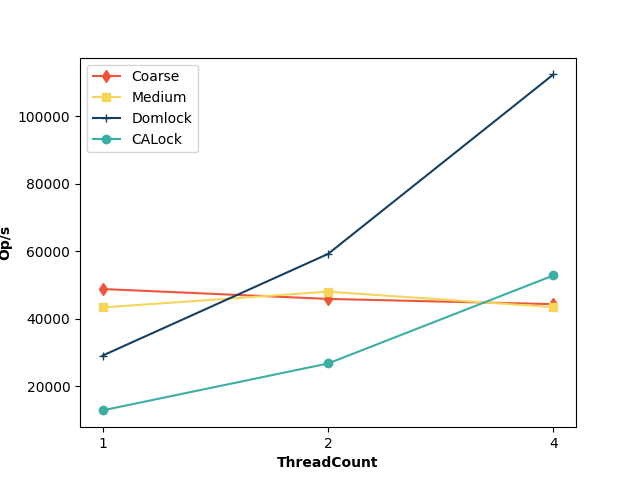 Coarse
Medium
Domlock
CALock
100000
80000
60000
40000
20000
Op/s
1 2 4
ThreadCount